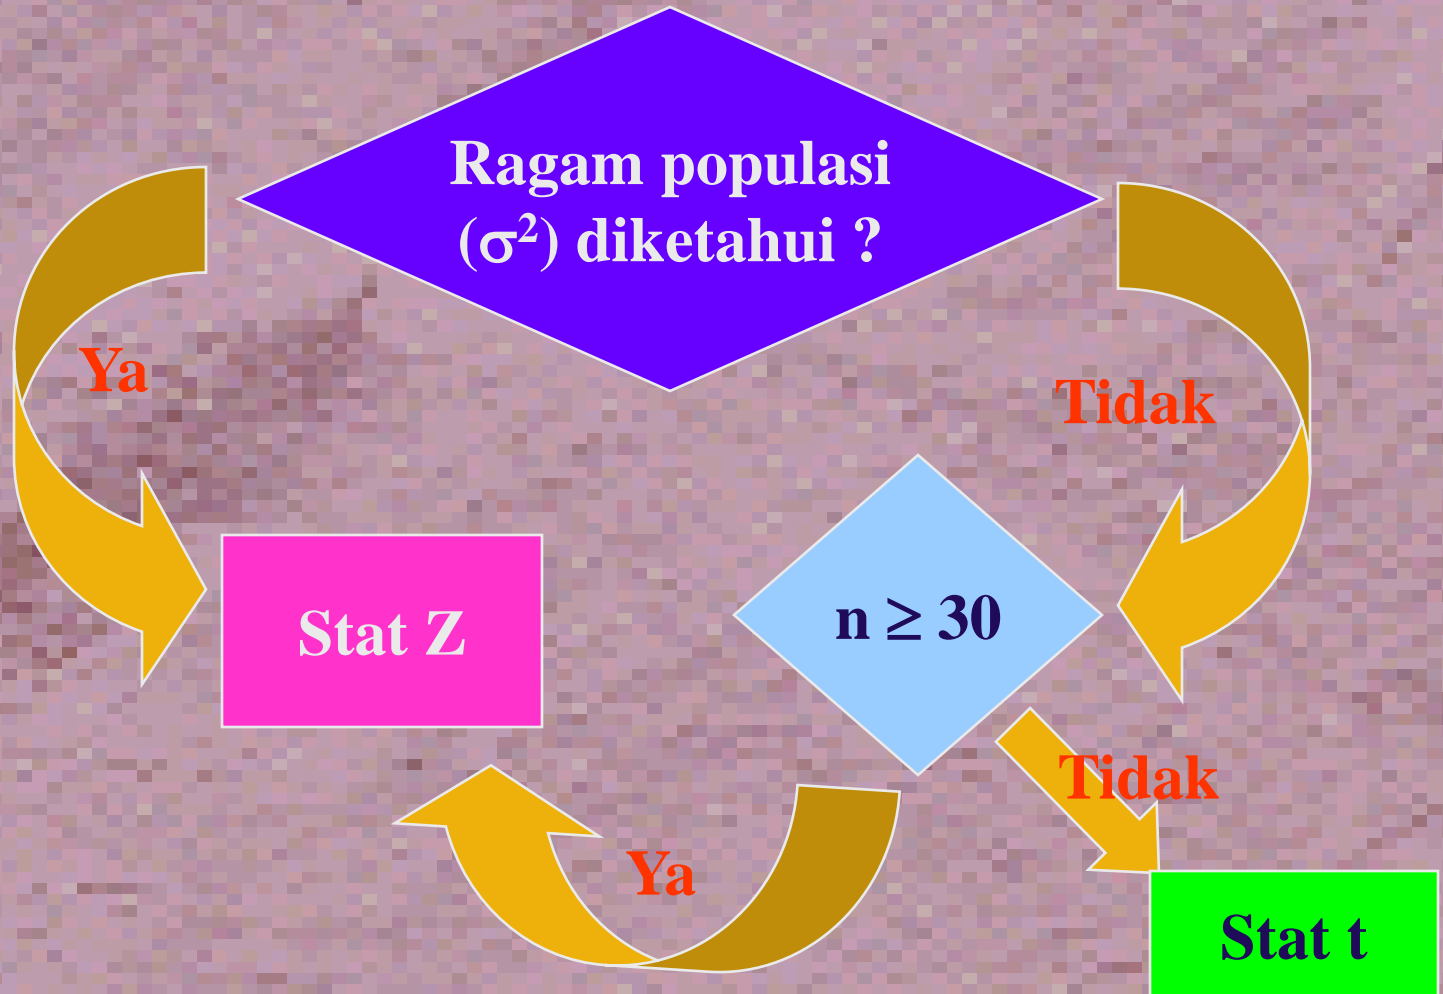 Ragam populasi
(σ²) diketahui ?
Ya
Tidak
Stat Z
n ≥ 30
Tidak
Ya
Stat t